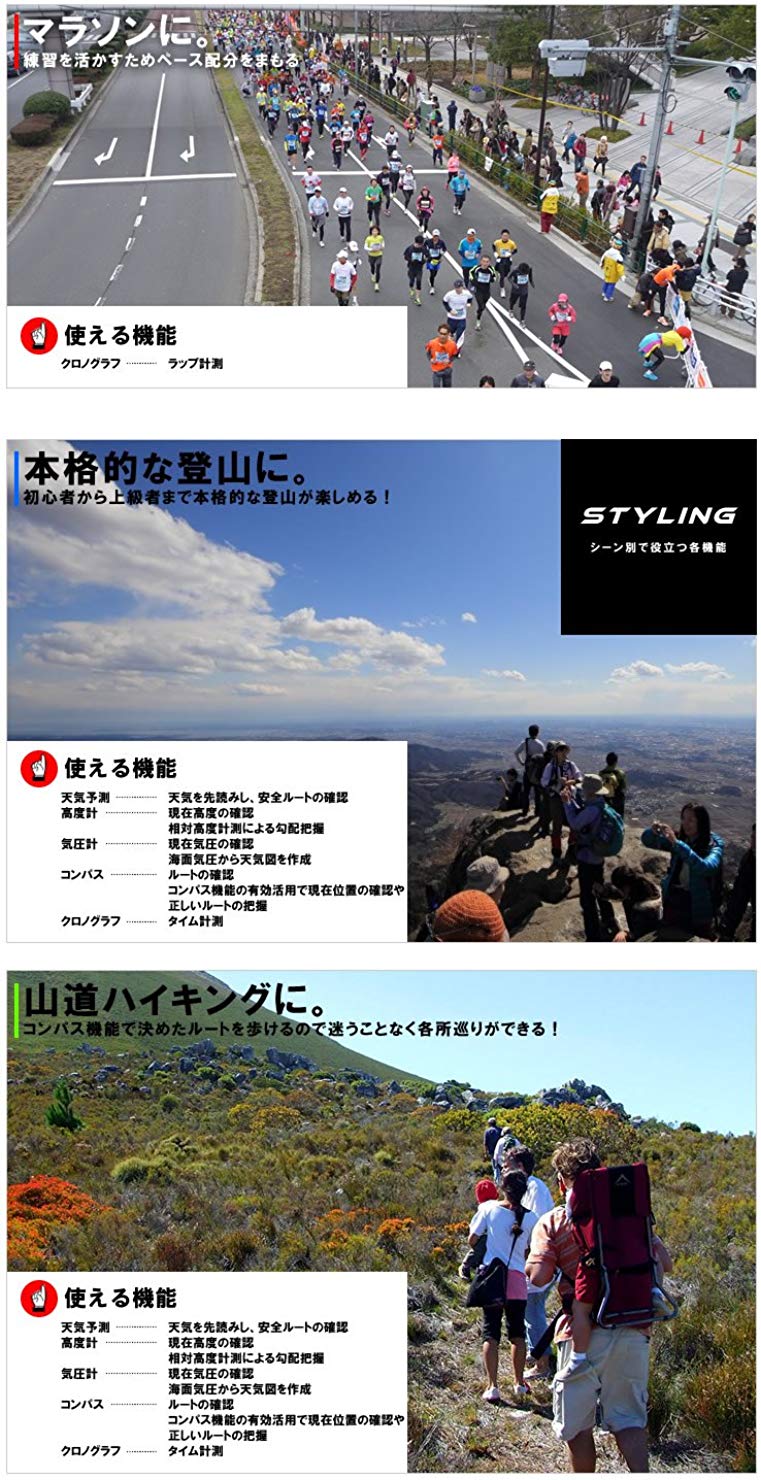 マラソンに。
練習を活かすためペース配分をまもる
使える機能
クロノグラフ ………… ラップ計測
本格的な登山に。
初心者から上級者まで本格的な登山が楽しめる！
STYLING
シーン別で役立つ各機能
使える機能
天気予測 ………… 天気を先読みし、安全ルートの確認
高度計 ………… 現在高度の確認
相対高度計測による勾配把握
気圧計 ………… 現在気圧の確認
海面気圧から天気図を作成
コンパス ………… ルートの確認
コンパス機能の有効活用で現在位置の確認や
正しいルートの把握
クロノグラフ ………… タイム計測
山道ハイキングに。
コンパス機能で決めたルートを歩けるので迷うことなく各所巡りができる！
使える機能
天気予測 ………… 天気を先読みし、安全ルートの確認
高度計 ………… 現在高度の確認
相対高度計測による勾配把握
気圧計 ………… 現在気圧の確認
海面気圧から天気図を作成
コンパス ………… ルートの確認
コンパス機能の有効活用で現在位置の確認や
正しいルートの把握
クロノグラフ ………… タイム計測